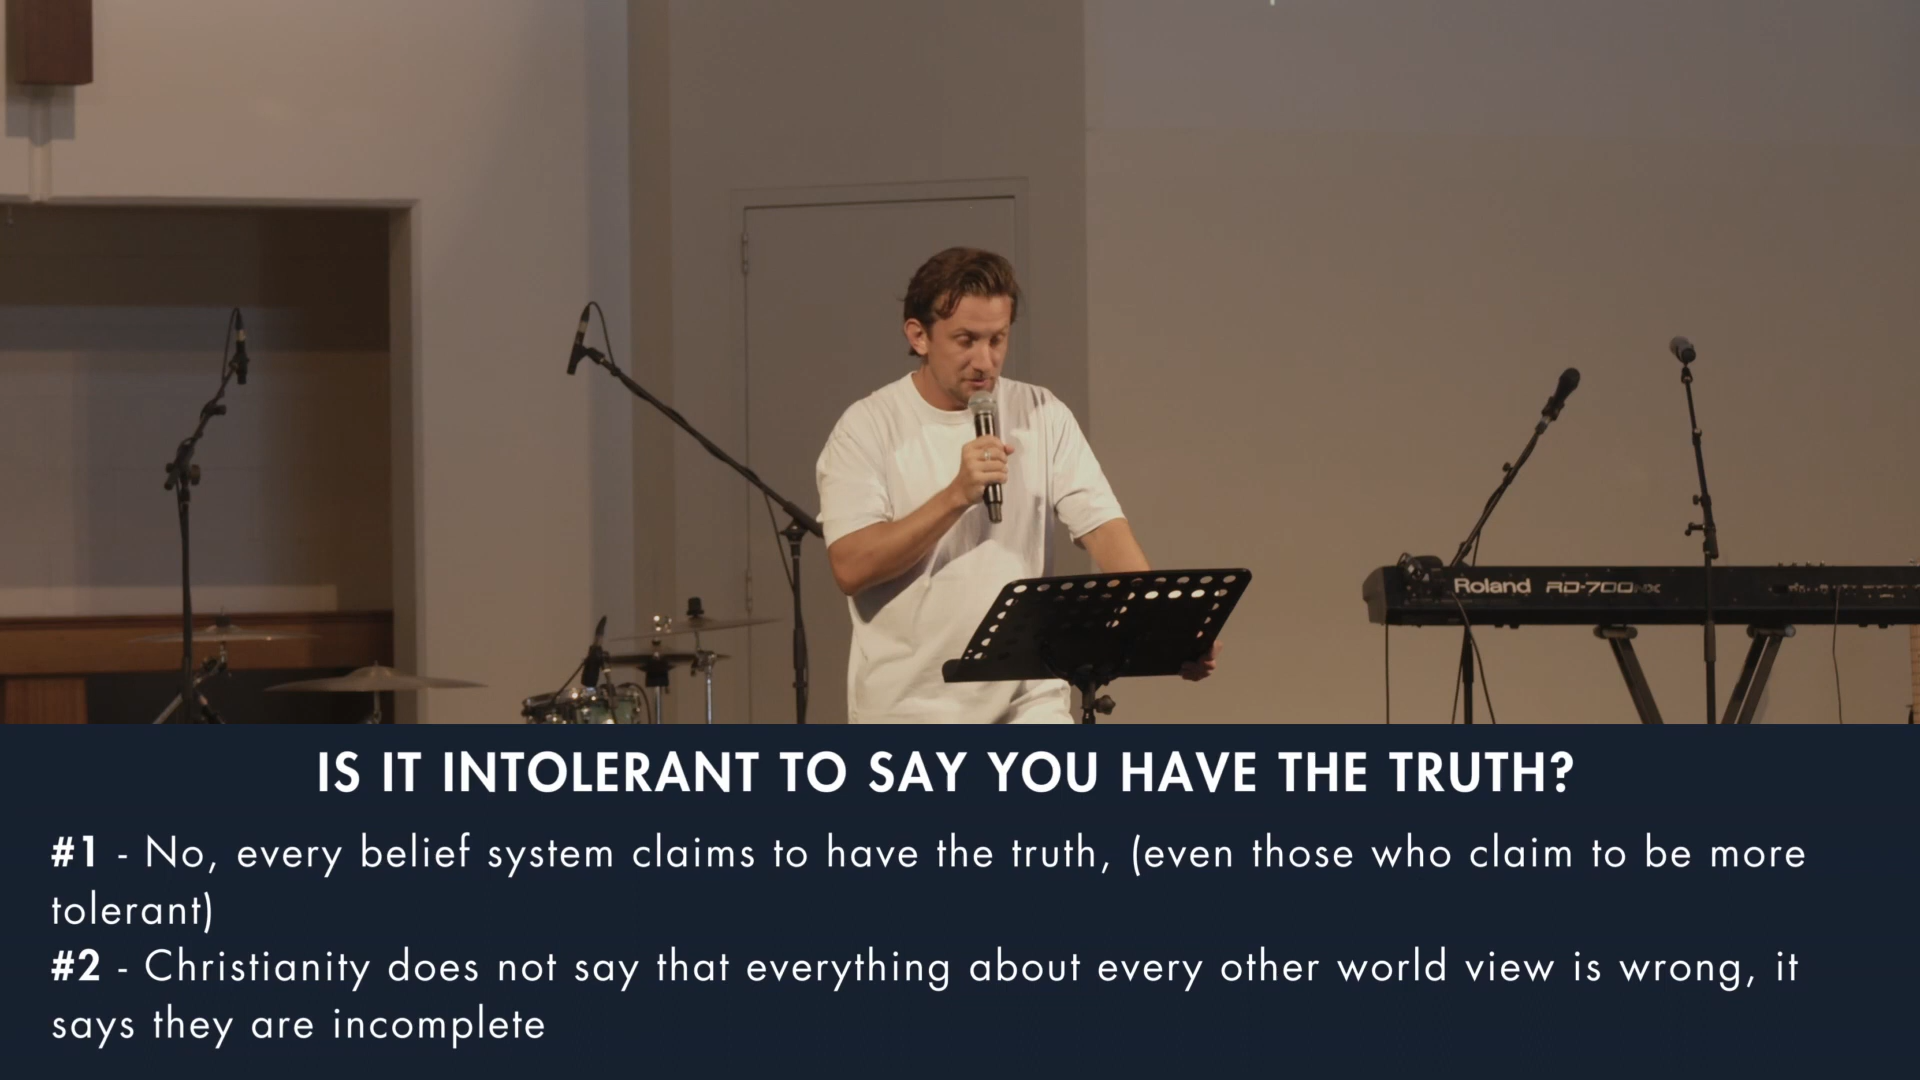 Roland RD-700NX
IS IT INTOLERANT TO SAY YOU HAVE THE TRUTH?
#1 - No, every belief system claims to have the truth, (even those who claim to be more
tolerant)
#2 - Christianity does not say that everything about every other world view is wrong, it
says they are incomplete